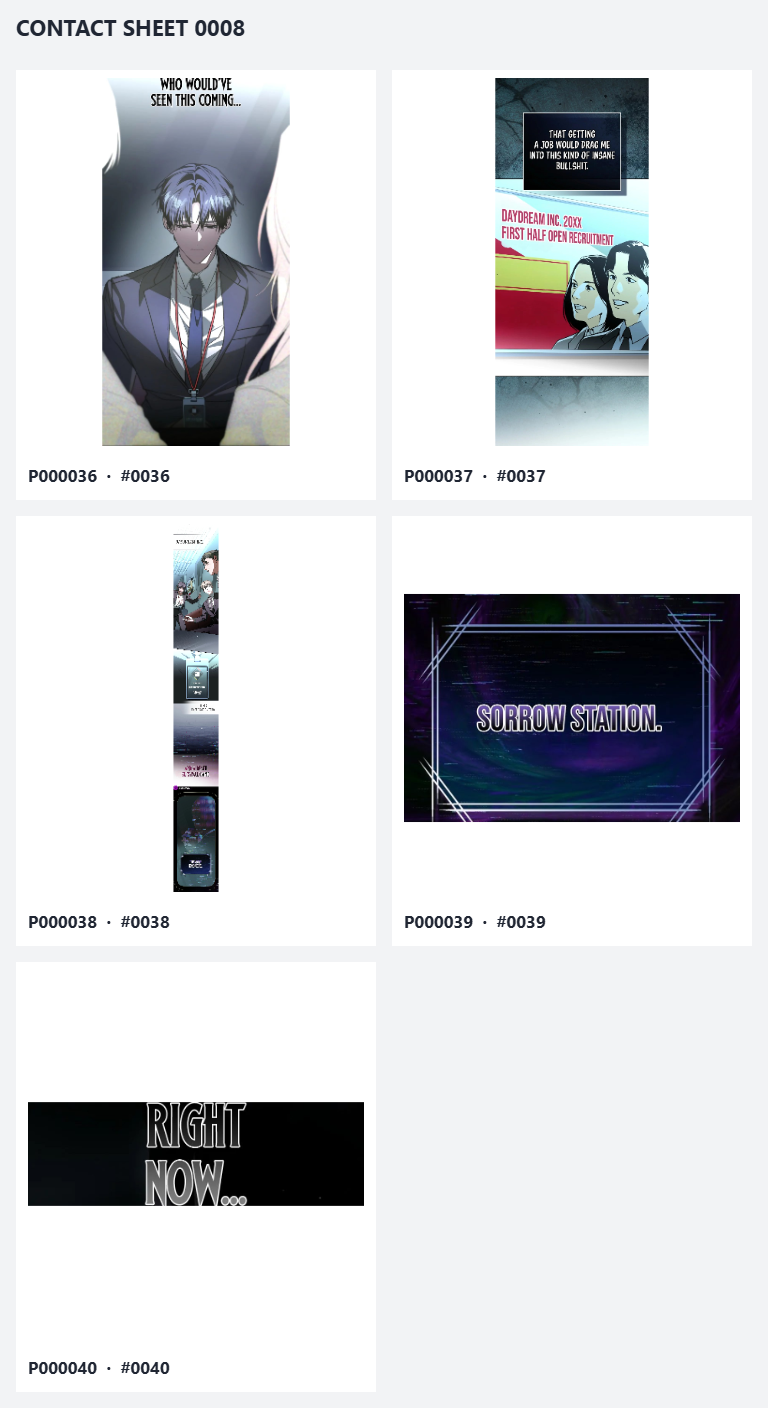 CONTACT SHEET 0008
WHO WOULD'VE
SEEN THIS COMING...
P000036 · #0036
THAT GETTING
A JOB WOULD DRAG ME
INTO THIS KIND OF INSANE
BULLSHIT.
DAYDREAM INC. 20XX
FIRST HALF OPEN RECRUITMENT
P000037 · #0037
P000038 · #0038
SORROW STATION.
P000039 · #0039
RIGHT
NOW...
P000040 · #0040